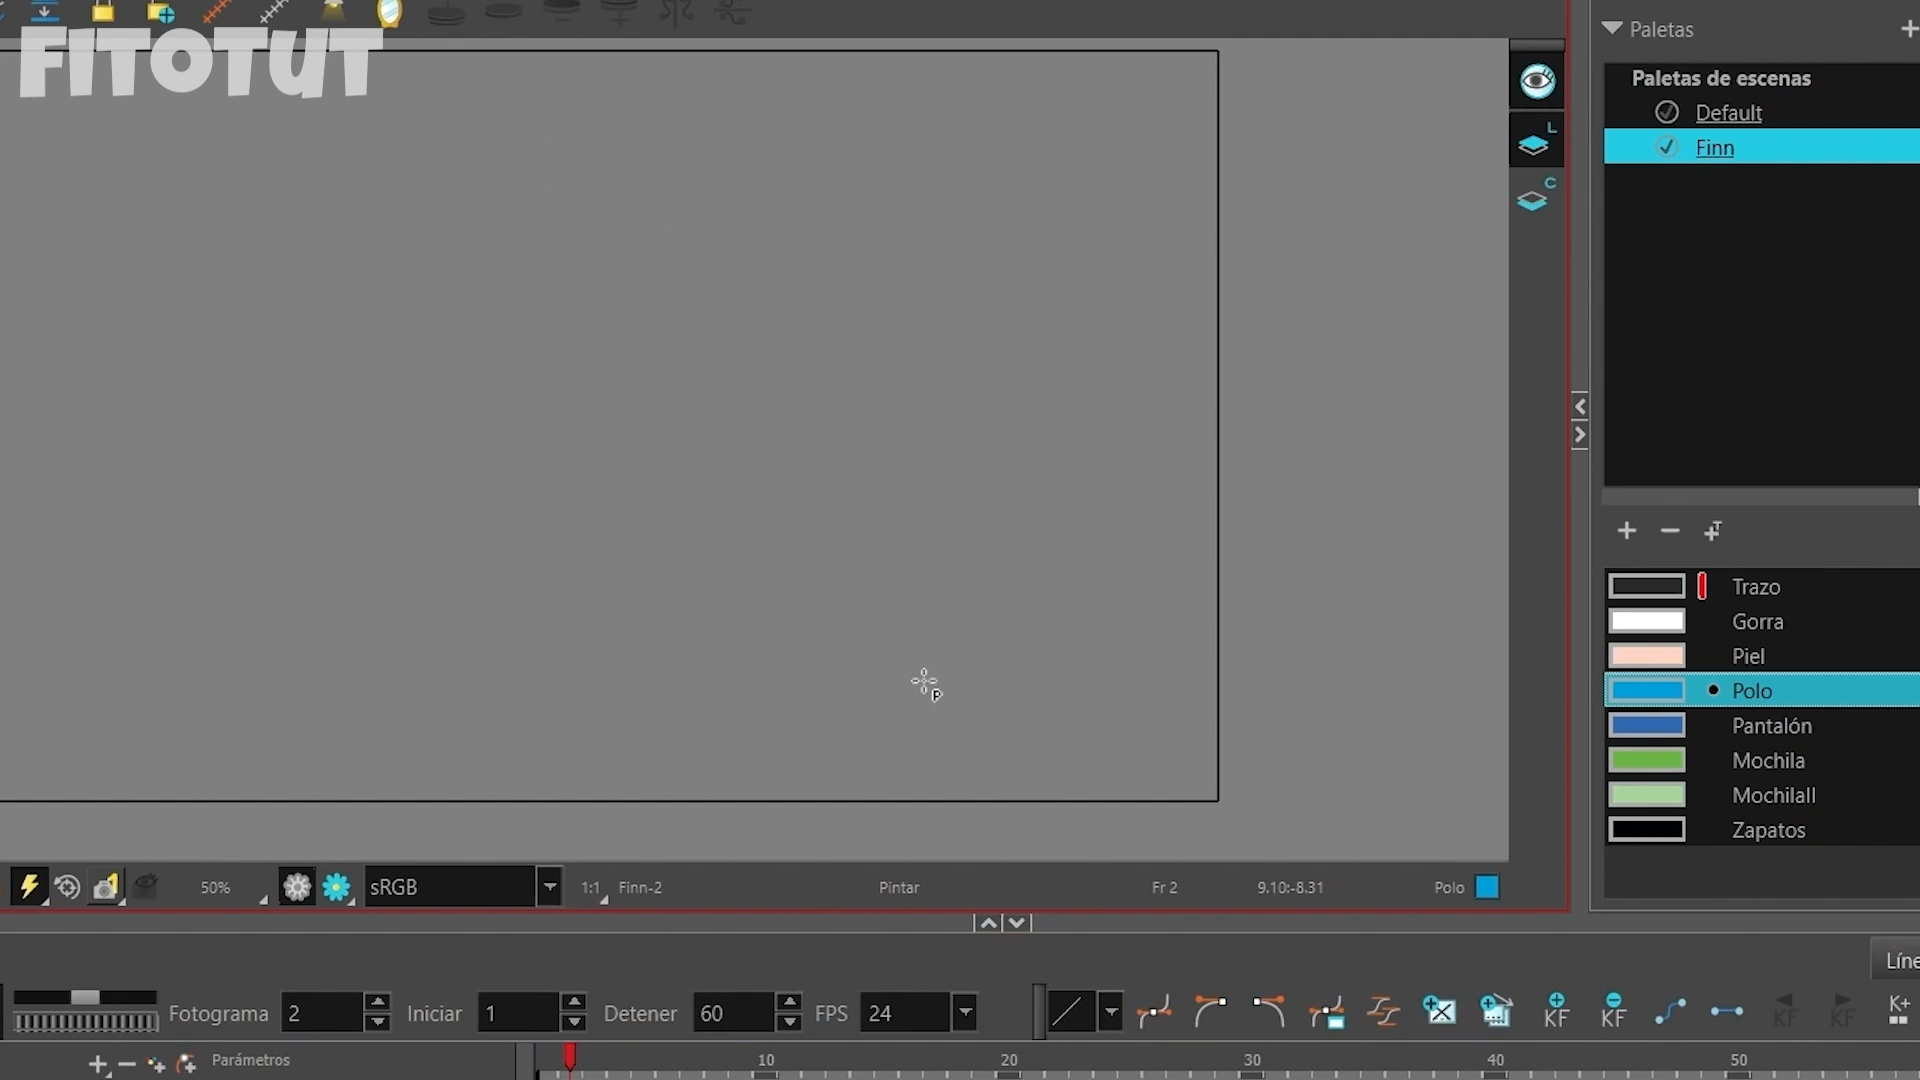 FITOTUT
Paletas
Paletas de escenas
Default
Finn
L
C
Trazo
Gorra
Piel
Polo
Pantalón
Mochila
Mochilall
Zapatos
50%
sRGB
1:1
Finn-2
Pintar
Fr 2
9.10:-8.31
Polo
Fotograma 2
Iniciar 1
Detener 60
FPS 24
KF
KF
KF
KF
K+
Parámetros
10
20
30
40
50